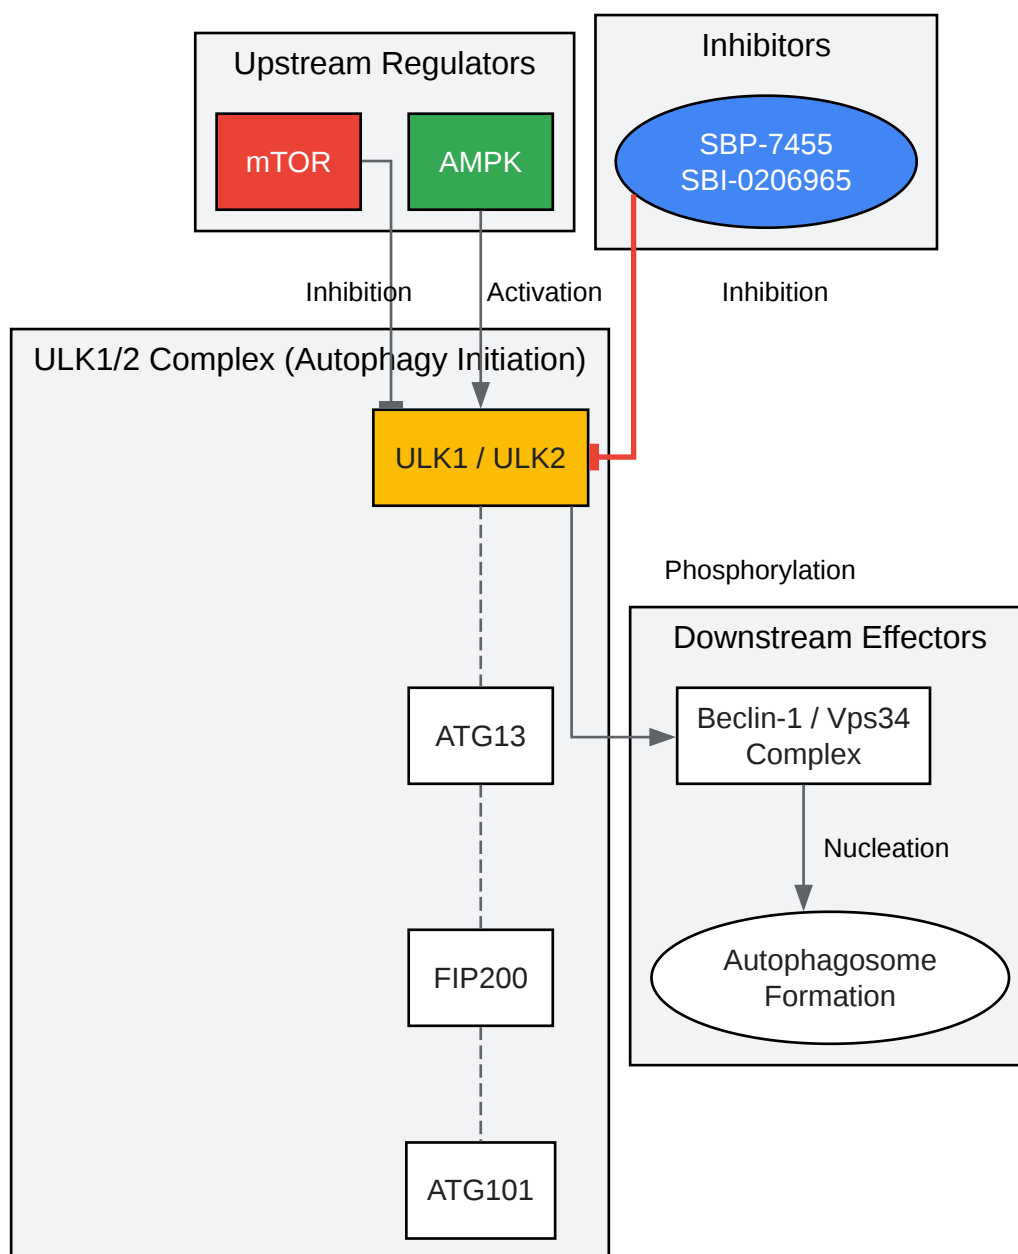 Upstream Regulators
Inhibitors
mTOR
AMPK
SBP-7455
SBI-0206965
Inhibition
Activation
Inhibition
ULK1/2 Complex (Autophagy Initiation)
ULK1 / ULK2
Phosphorylation
Downstream Effectors
ATG13
Beclin-1 / Vps34
Complex
Nucleation
FIP200
Autophagosome
Formation
ATG101